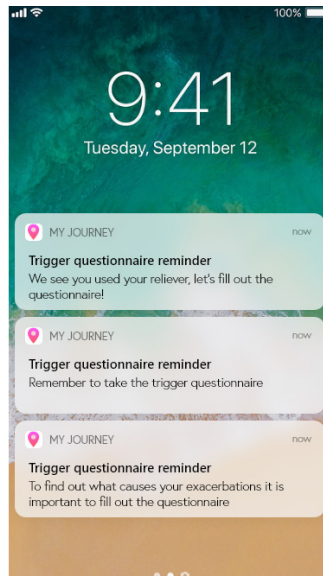 100%
9:41
Tuesday, September 12
MY JOURNEY now
Trigger questionnaire reminder
We see you used your reliever, let's fill out the
questionnaire!
MY JOURNEY now
Trigger questionnaire reminder
Remember to take the trigger questionnaire
MY JOURNEY now
Trigger questionnaire reminder
To find out what causes your exacerbations it is
important to fill out the questionnaire